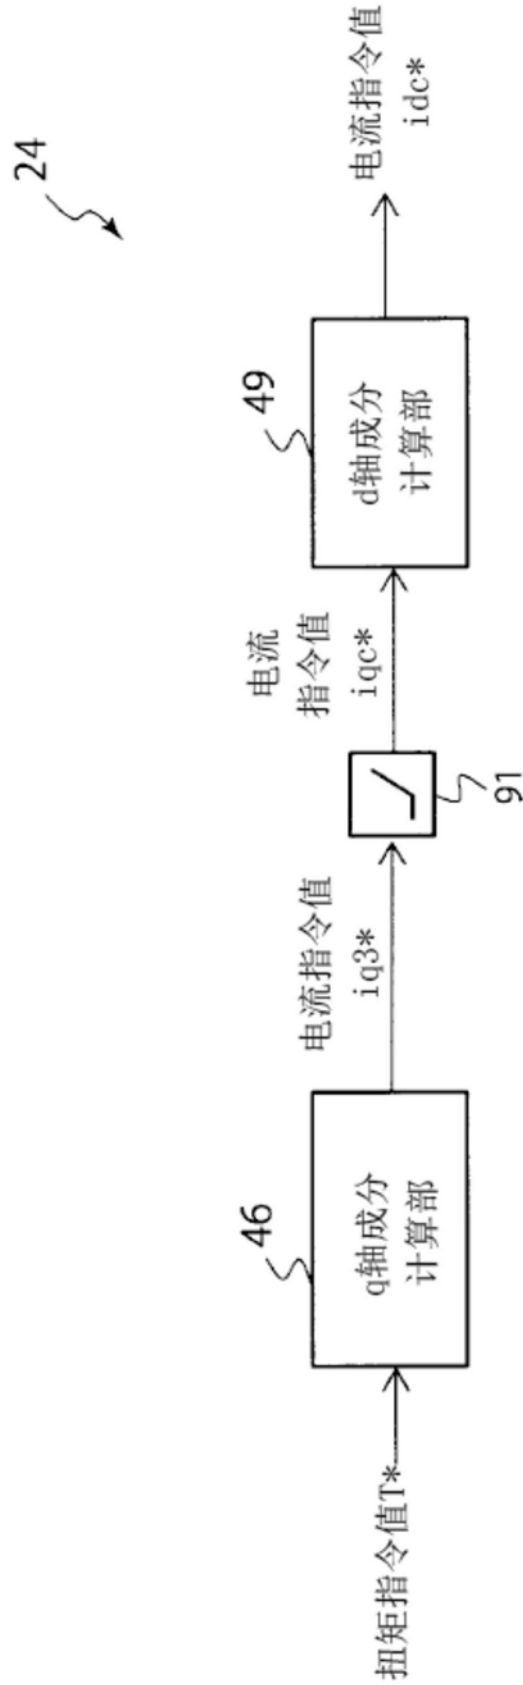 24
扭矩指令值T*
46
q轴成分
计算部
电流指令值
iq3*
91
电流
指令值
iqc*
49
d轴成分
计算部
电流指令值
idc*